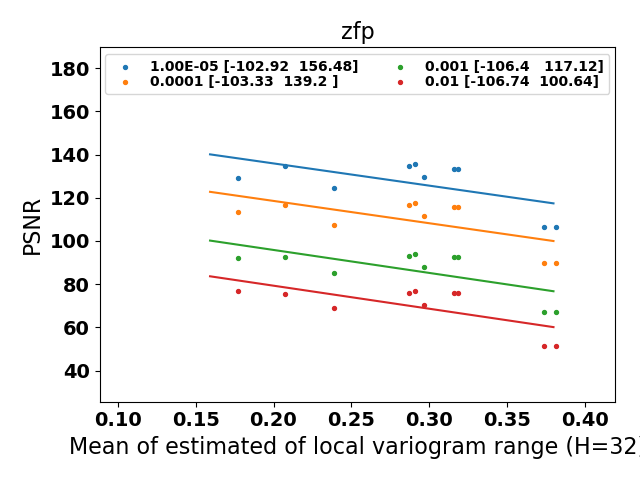 zfp
1.00E-05 [-102.92  156.48]
0.0001 [-103.33  139.2 ]
0.001 [-106.4   117.12]
0.01 [-106.74  100.64]
PSNR
180
160
140
120
100
80
60
40
0.10 0.15 0.20 0.25 0.30 0.35 0.40
Mean of estimated of local variogram range (H=32)